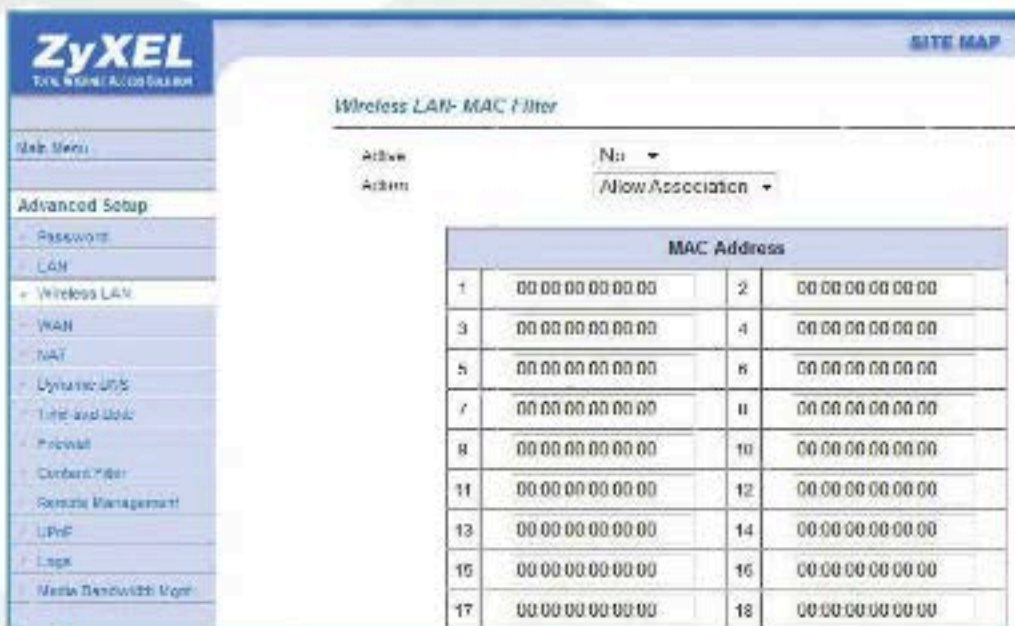 ZyXEL
TOTAL INTERNET ACCESS SOLUTION
SITE MAP
Wireless LAN- MAC Filter
Main Menu
Active No
Action Allow Association
Advanced Setup
Password
LAN
Wireless LAN
WAN
NAT
Dynamic DNS
Time and Date
Firewall
Content Filter
Remote Management
UPnP
Logs
Media Bandwidth Mgnt
MAC Address
1 00:00:00:00:00:00 2 00:00:00:00:00:00
3 00:00:00:00:00:00 4 00:00:00:00:00:00
5 00:00:00:00:00:00 6 00:00:00:00:00:00
7 00:00:00:00:00:00 8 00:00:00:00:00:00
9 00:00:00:00:00:00 10 00:00:00:00:00:00
11 00:00:00:00:00:00 12 00:00:00:00:00:00
13 00:00:00:00:00:00 14 00:00:00:00:00:00
15 00:00:00:00:00:00 16 00:00:00:00:00:00
17 00:00:00:00:00:00 18 00:00:00:00:00:00